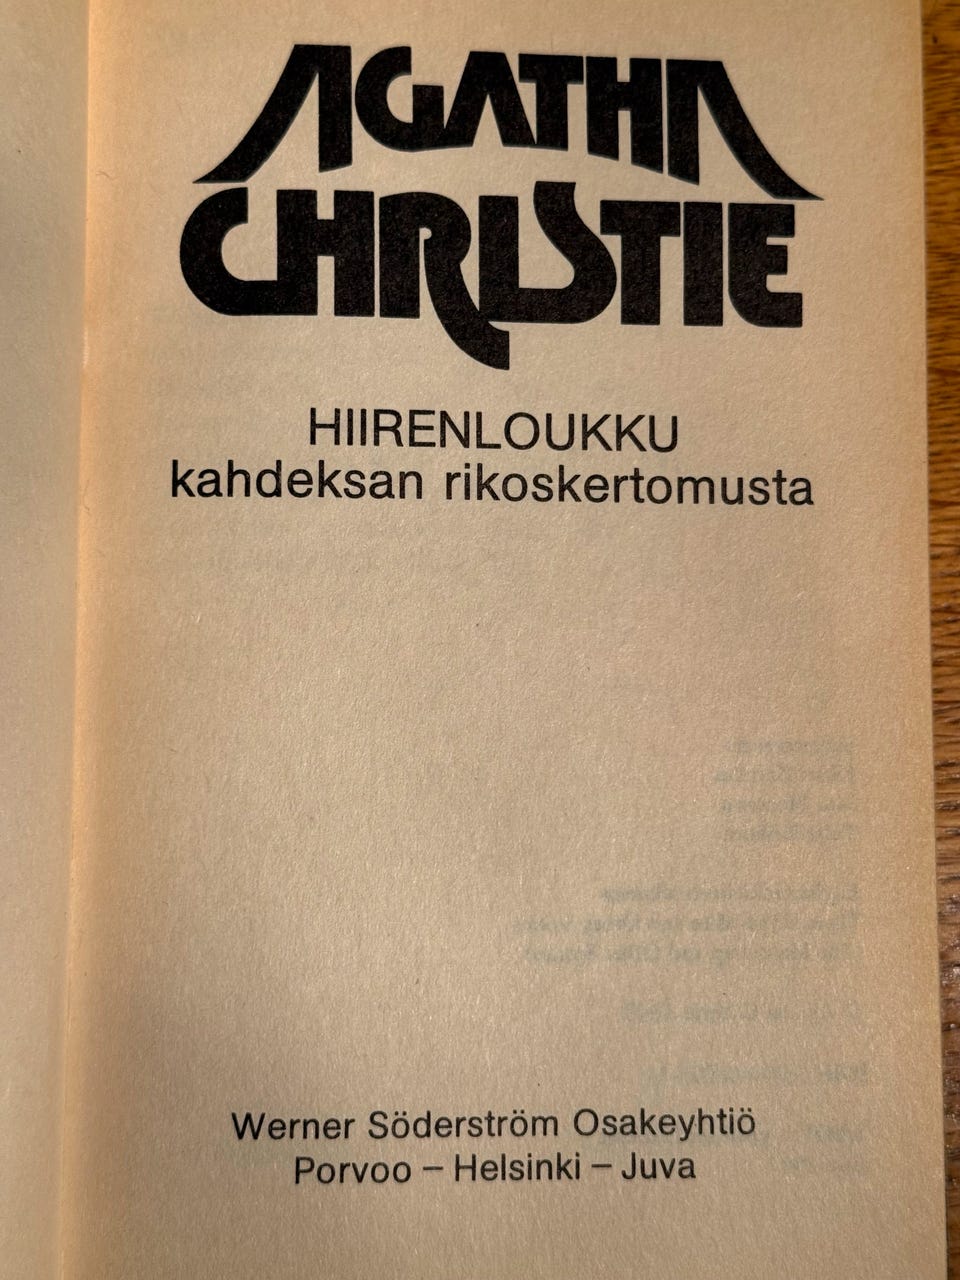 AGATHA
CHRISTIE
HIIRENLOUKKU
kahdeksan rikoskertomusta
Werner Söderström Osakeyhtiö
Porvoo – Helsinki – Juva